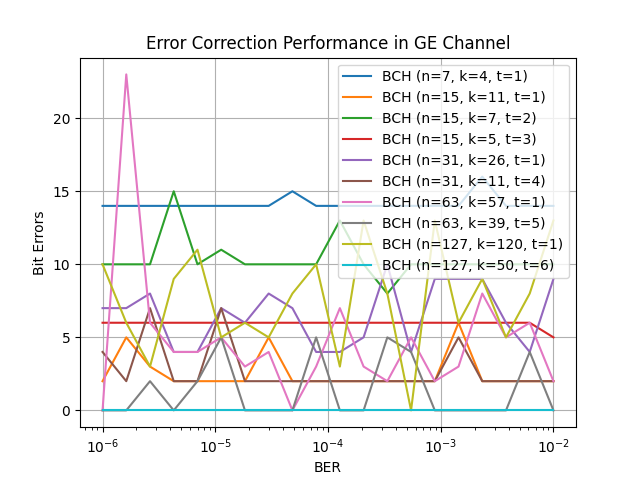 Error Correction Performance in GE Channel
BCH (n=7, k=4, t=1)
BCH (n=15, k=11, t=1)
BCH (n=15, k=7, t=2)
BCH (n=15, k=5, t=3)
BCH (n=31, k=26, t=1)
BCH (n=31, k=11, t=4)
BCH (n=63, k=57, t=1)
BCH (n=63, k=39, t=5)
BCH (n=127, k=120, t=1)
BCH (n=127, k=50, t=6)
Bit Errors
20
15
10
5
0
10⁻⁶ 10⁻⁵ 10⁻⁴ 10⁻³ 10⁻²
BER